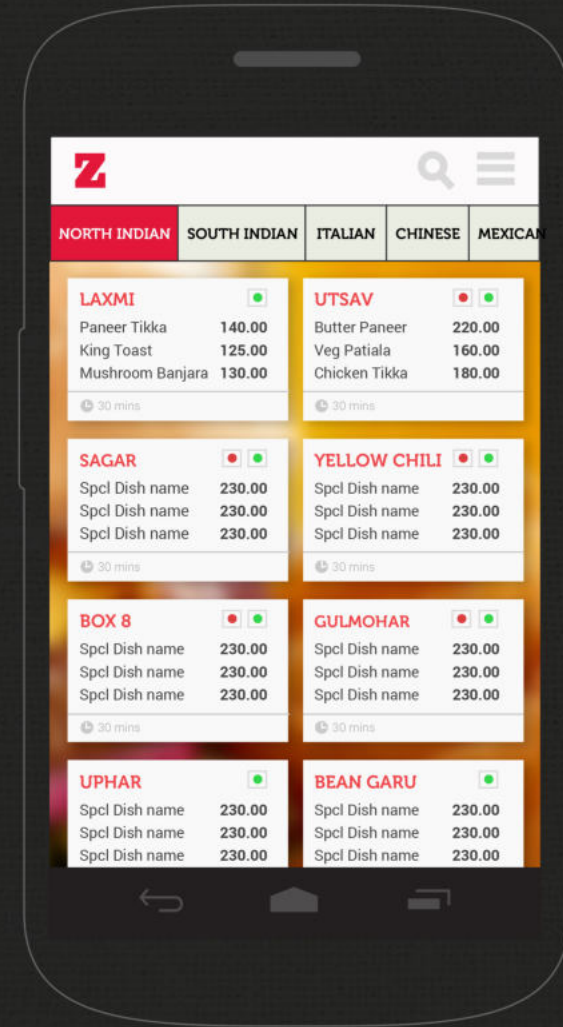 Z
NORTH INDIAN SOUTH INDIAN ITALIAN CHINESE MEXICAN
LAXMI
Paneer Tikka 140.00
King Toast 125.00
Mushroom Banjara 130.00
30 mins
UTSAV
Butter Paneer 220.00
Veg Patiala 160.00
Chicken Tikka 180.00
30 mins
SAGAR
Spcl Dish name 230.00
Spcl Dish name 230.00
Spcl Dish name 230.00
30 mins
YELLOW CHILI
Spcl Dish name 230.00
Spcl Dish name 230.00
Spcl Dish name 230.00
30 mins
BOX 8
Spcl Dish name 230.00
Spcl Dish name 230.00
Spcl Dish name 230.00
30 mins
GULMOHAR
Spcl Dish name 230.00
Spcl Dish name 230.00
Spcl Dish name 230.00
30 mins
UPHAR
Spcl Dish name 230.00
Spcl Dish name 230.00
Spcl Dish name 230.00
BEAN GARU
Spcl Dish name 230.00
Spcl Dish name 230.00
Spcl Dish name 230.00